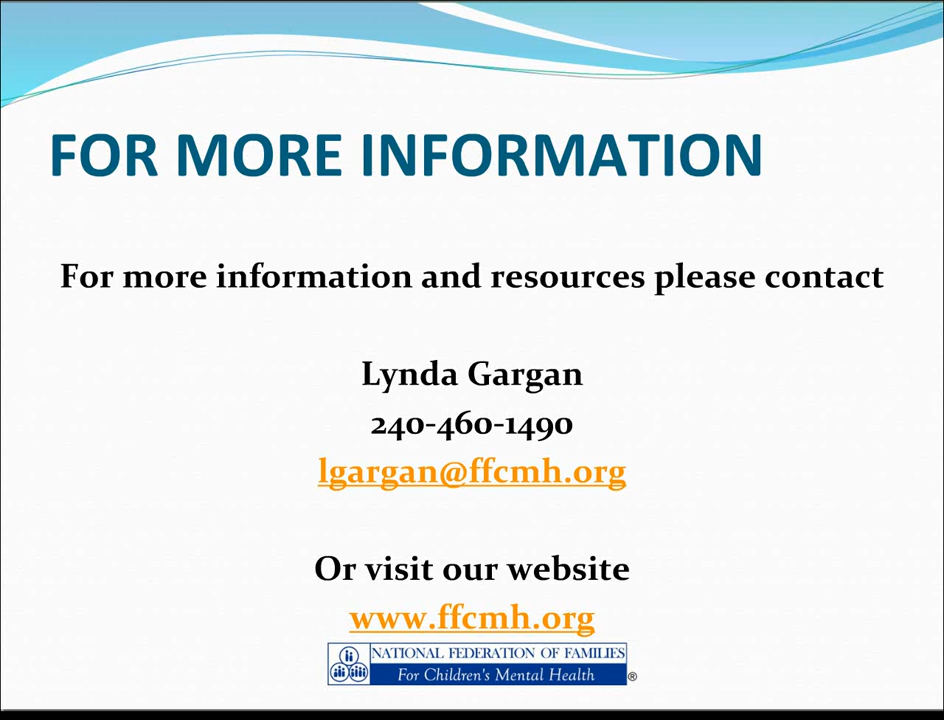 FOR MORE INFORMATION
For more information and resources please contact
Lynda Gargan
240-460-1490
lgargan@ffcmh.org
Or visit our website
www.ffcmh.org
NATIONAL FEDERATION OF FAMILIES
For Children's Mental Health ®